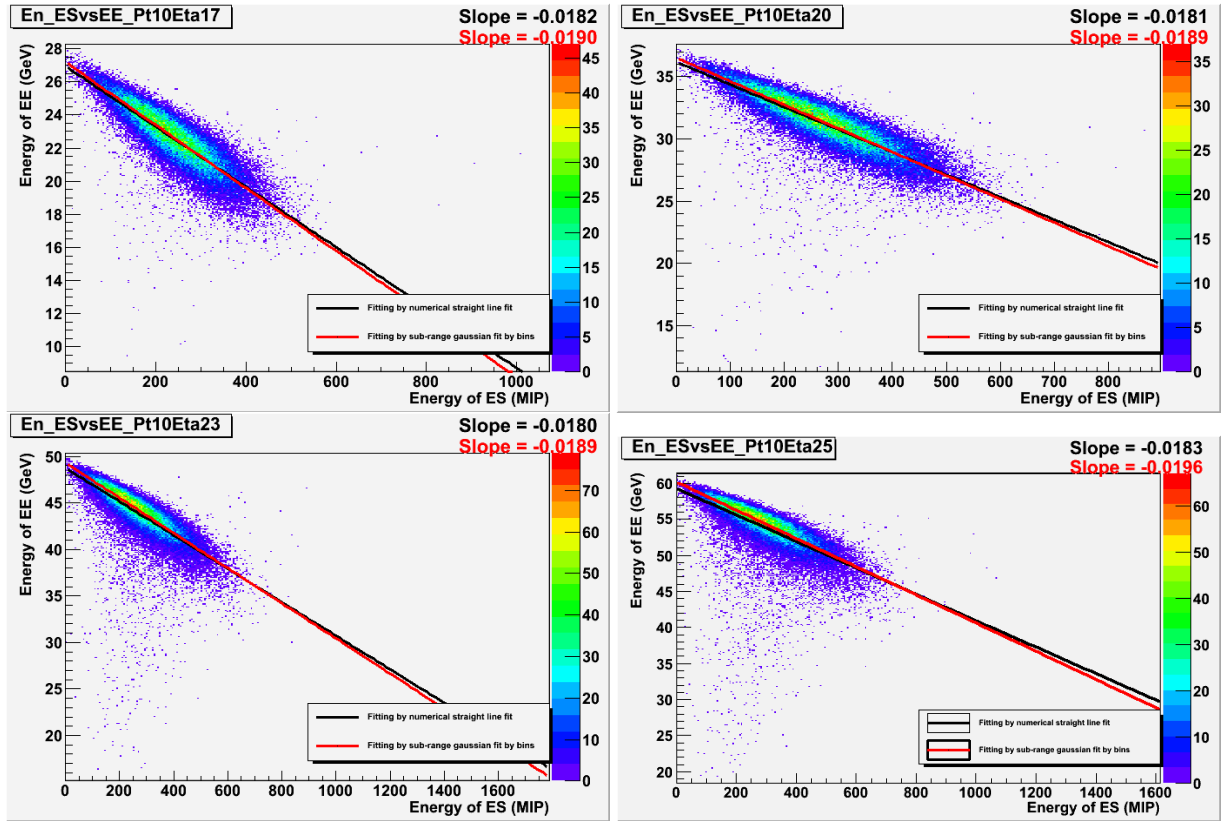 En_ESvsEE_Pt10Eta17
Slope = -0.0182
Slope = -0.0190
Energy of EE (GeV)
28
26
24
22
20
18
16
14
12
10
45
40
35
30
25
20
15
10
5
0
Fitting by numerical straight line fit
Fitting by sub-range gaussian fit by bins
0 200 400 600 800 1000
Energy of ES (MIP)
En_ESvsEE_Pt10Eta20
Slope = -0.0181
Slope = -0.0189
Energy of EE (GeV)
35
30
25
20
15
35
30
25
20
15
10
5
0
Fitting by numerical straight line fit
Fitting by sub-range gaussian fit by bins
0 100 200 300 400 500 600 700 800
Energy of ES (MIP)
En_ESvsEE_Pt10Eta23
Slope = -0.0180
Slope = -0.0189
Energy of EE (GeV)
50
45
40
35
30
25
20
70
60
50
40
30
20
10
0
Fitting by numerical straight line fit
Fitting by sub-range gaussian fit by bins
0 200 400 600 800 1000 1200 1400 1600
Energy of ES (MIP)
En_ESvsEE_Pt10Eta25
Slope = -0.0183
Slope = -0.0196
Energy of EE (GeV)
60
55
50
45
40
35
30
25
20
60
50
40
30
20
10
0
Fitting by numerical straight line fit
Fitting by sub-range gaussian fit by bins
0 200 400 600 800 1000 1200 1400 1600
Energy of ES (MIP)